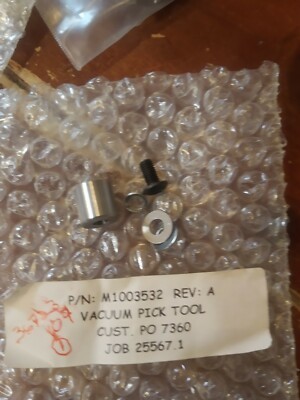 P/N: M1003532 REV: A
VACUUM PICK TOOL
CUST. PO 7360
JOB 25567.1